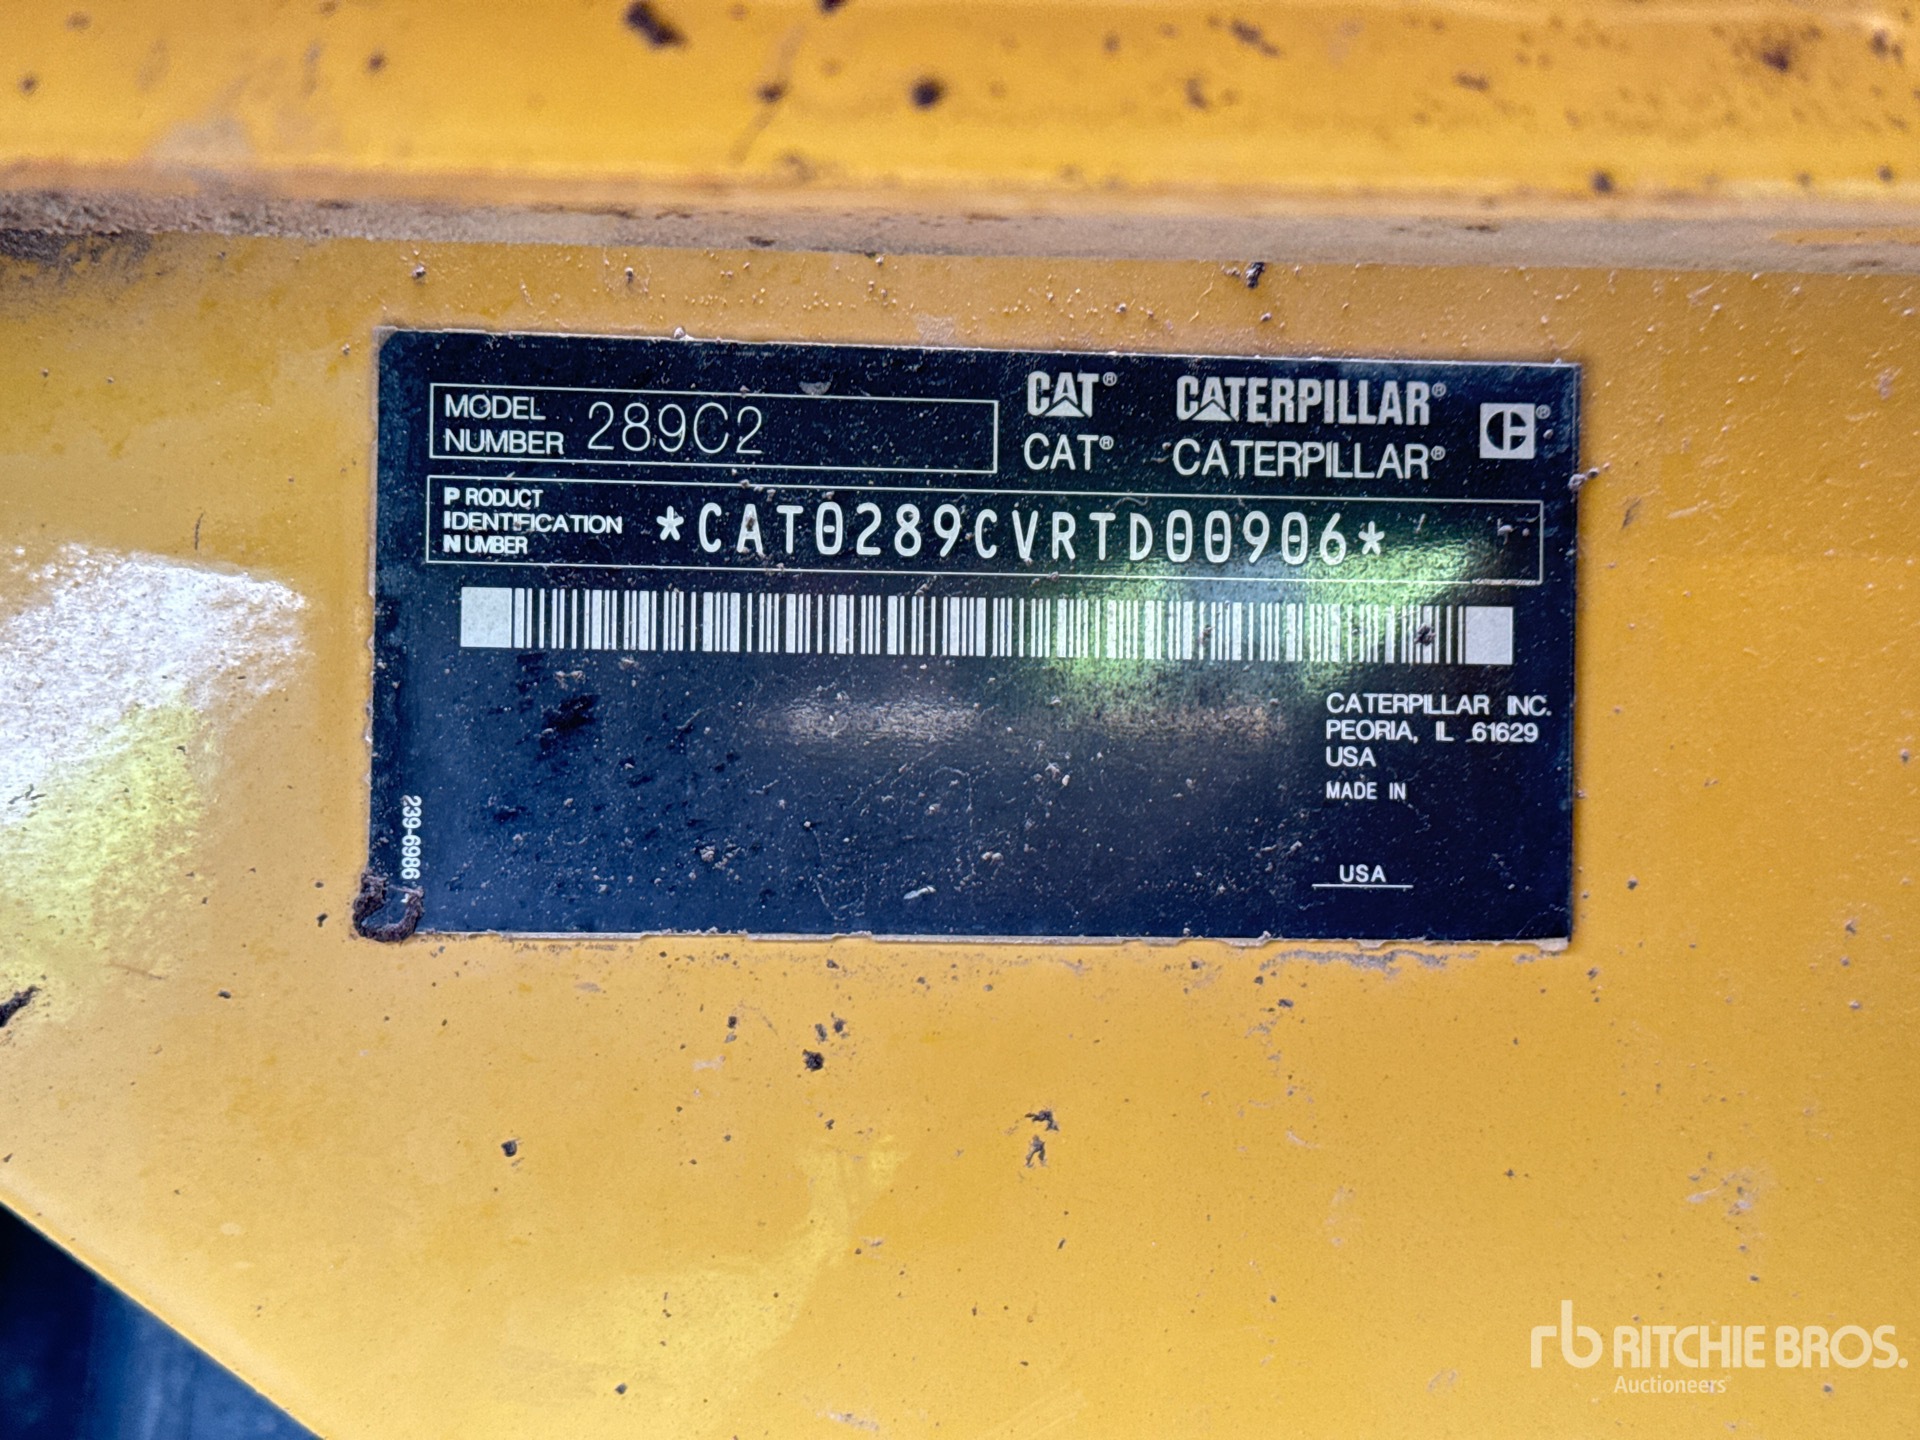 MODEL
NUMBER 289C2
CAT® CATERPILLAR®
CAT® CATERPILLAR®
PRODUCT
IDENTIFICATION
NUMBER
*CAT0289CVRTD00906*
CATERPILLAR INC.
PEORIA, IL 61629
USA
MADE IN
USA
239-6986
rb RITCHIE BROS.
Auctioneers